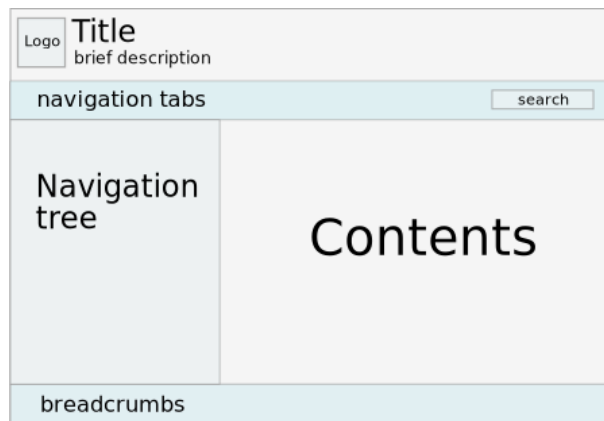 Logo
Title
brief description
navigation tabs
search
Navigation
tree
Contents
breadcrumbs